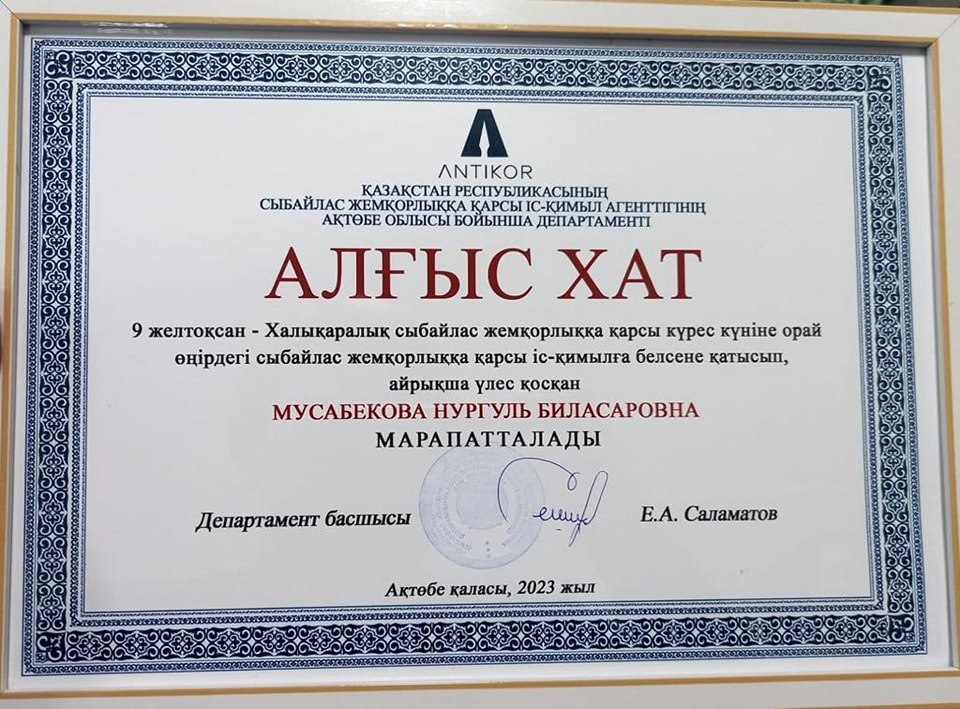 ANTIKOR
ҚАЗАҚСТАН РЕСПУБЛИКАСЫНЫҢ
СЫБАЙЛАС ЖЕМҚОРЛЫҚҚА ҚАРСЫ ІС-ҚИМЫЛ АГЕНТТІГІНІҢ
АҚТӨБЕ ОБЛЫСЫ БОЙЫНША ДЕПАРТАМЕНТІ
АЛҒЫС ХАТ
9 желтоқсан - Халықаралық сыбайлас жемқорлыққа қарсы күрес күніне орай
өңірдегі сыбайлас жемқорлыққа қарсы іс-қимылға белсене қатысып,
айрықша үлес қосқан
МУСАБЕКОВА НУРГУЛЬ БИЛАСАРОВНА
МАРАПАТТАЛАДЫ
Департамент басшысы
Е.А. Саламатов
Ақтөбе қаласы, 2023 жыл